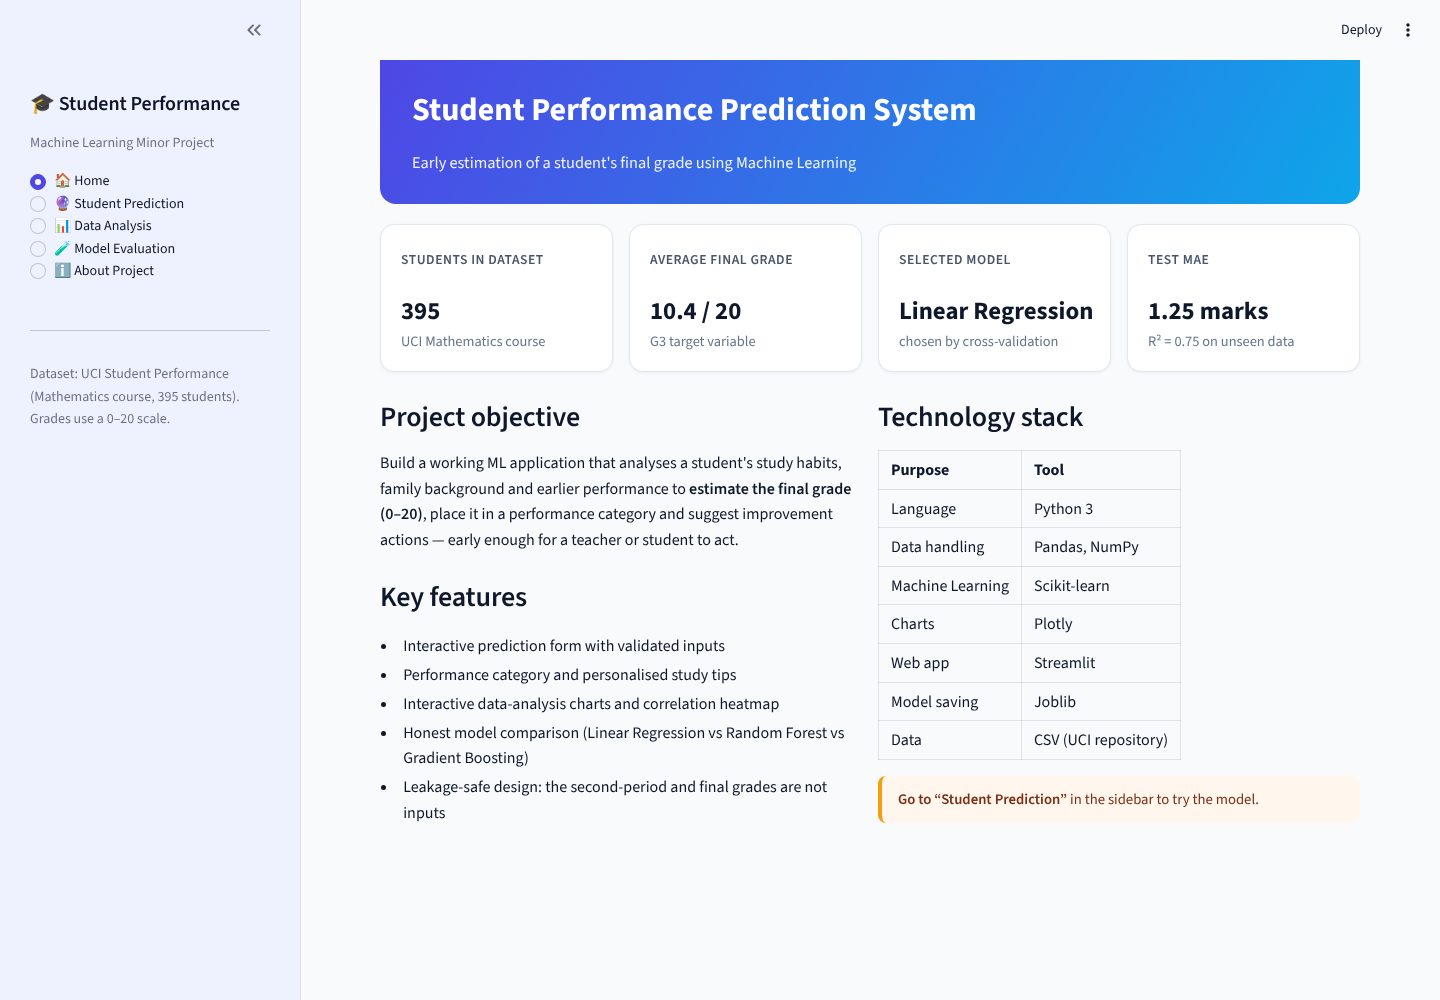 Deploy
🎓 Student Performance
Machine Learning Minor Project
🏠 Home
🔮 Student Prediction
📊 Data Analysis
🧪 Model Evaluation
ℹ️ About Project
Dataset: UCI Student Performance
(Mathematics course, 395 students).
Grades use a 0–20 scale.
Student Performance Prediction System
Early estimation of a student's final grade using Machine Learning
STUDENTS IN DATASET
395
UCI Mathematics course
AVERAGE FINAL GRADE
10.4 / 20
G3 target variable
SELECTED MODEL
Linear Regression
chosen by cross-validation
TEST MAE
1.25 marks
R² = 0.75 on unseen data
Project objective
Build a working ML application that analyses a student's study habits,
family background and earlier performance to estimate the final grade
(0–20), place it in a performance category and suggest improvement
actions — early enough for a teacher or student to act.
Key features
• Interactive prediction form with validated inputs
• Performance category and personalised study tips
• Interactive data-analysis charts and correlation heatmap
• Honest model comparison (Linear Regression vs Random Forest vs
Gradient Boosting)
• Leakage-safe design: the second-period and final grades are not
inputs
Technology stack
Purpose Tool
Language Python 3
Data handling Pandas, NumPy
Machine Learning Scikit-learn
Charts Plotly
Web app Streamlit
Model saving Joblib
Data CSV (UCI repository)
Go to “Student Prediction” in the sidebar to try the model.